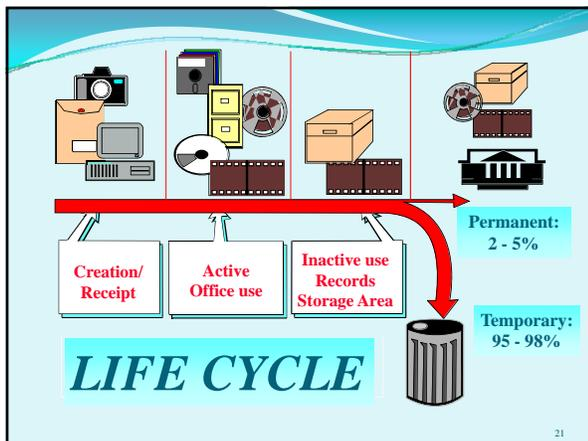 Permanent:
2 - 5%
Creation/
Receipt
Active
Office use
Inactive use
Records
Storage Area
Temporary:
95 - 98%
LIFE CYCLE
21